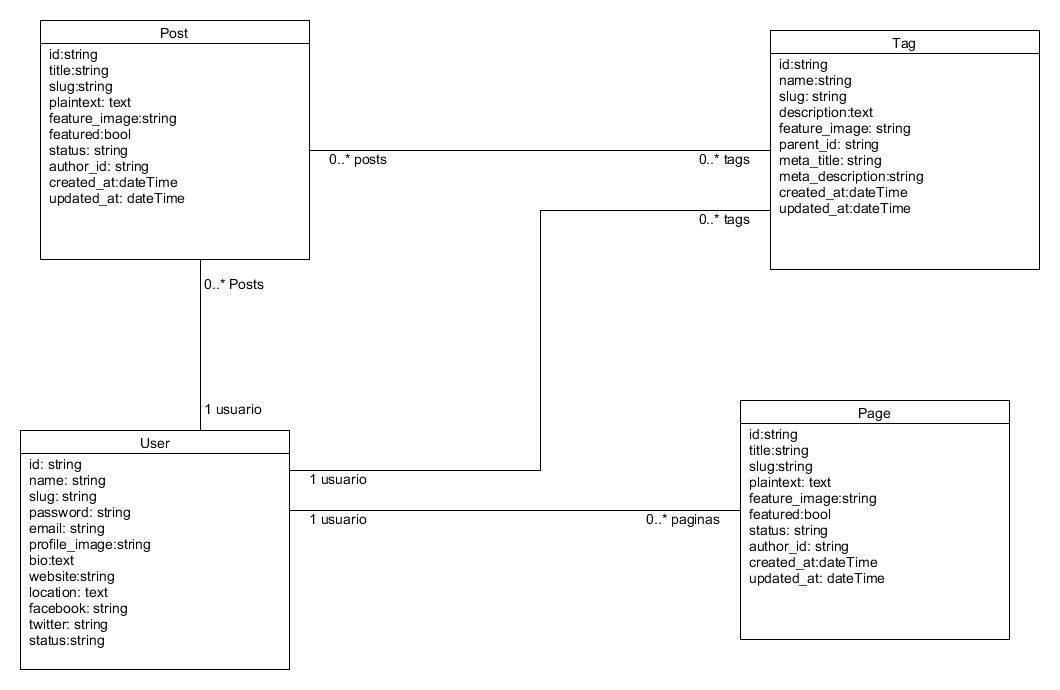 Post
id:string
title:string
slug:string
plaintext: text
feature_image:string
featured:bool
status: string
author_id: string
created_at:dateTime
updated_at: dateTime
Tag
id:string
name:string
slug: string
description:text
feature_image: string
parent_id: string
meta_title: string
meta_description:string
created_at:dateTime
updated_at:dateTime
0..* posts
0..* tags
0..* tags
0..* Posts
1 usuario
User
id: string
name: string
slug: string
password: string
email: string
profile_image:string
bio:text
website:string
location: text
facebook: string
twitter: string
status:string
1 usuario
1 usuario
0..* paginas
Page
id:string
title:string
slug:string
plaintext: text
feature_image:string
featured:bool
status: string
author_id: string
created_at:dateTime
updated_at: dateTime